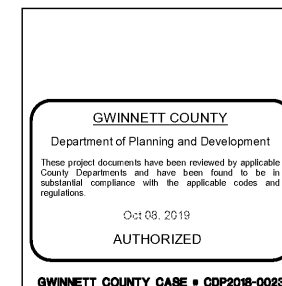 GWINNETT COUNTY
Department of Planning and Development
These project documents have been reviewed by applicable
County Departments and have been found to be in
substantial compliance with the applicable codes and
regulations.
Oct 08, 2019
AUTHORIZED
GWINNETT COUNTY CASE # CDP2018-0023